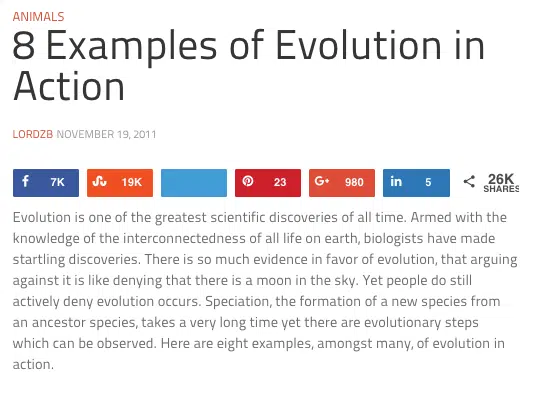 ANIMALS
8 Examples of Evolution in
Action
LORDZB NOVEMBER 19, 2011
7K 19K 23 G+ 980 in 5 26K
SHARES
Evolution is one of the greatest scientific discoveries of all time. Armed with the
knowledge of the interconnectedness of all life on earth, biologists have made
startling discoveries. There is so much evidence in favor of evolution, that arguing
against it is like denying that there is a moon in the sky. Yet people do still
actively deny evolution occurs. Speciation, the formation of a new species from
an ancestor species, takes a very long time yet there are evolutionary steps
which can be observed. Here are eight examples, amongst many, of evolution in
action.